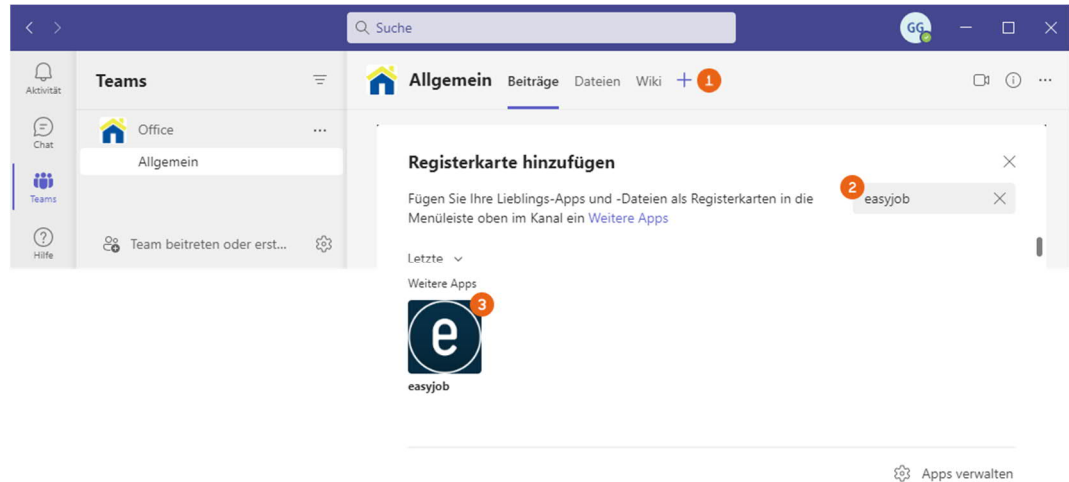 Suche
GG
Aktivität
Chat
Teams
Hilfe
Teams
Office
Allgemein
Team beitreten oder erst...
Allgemein Beiträge Dateien Wiki + 1
Registerkarte hinzufügen
Fügen Sie Ihre Lieblings-Apps und -Dateien als Registerkarten in die
Menüleiste oben im Kanal ein Weitere Apps
2
easyjob
Letzte
Weitere Apps
3
e
easyjob
Apps verwalten